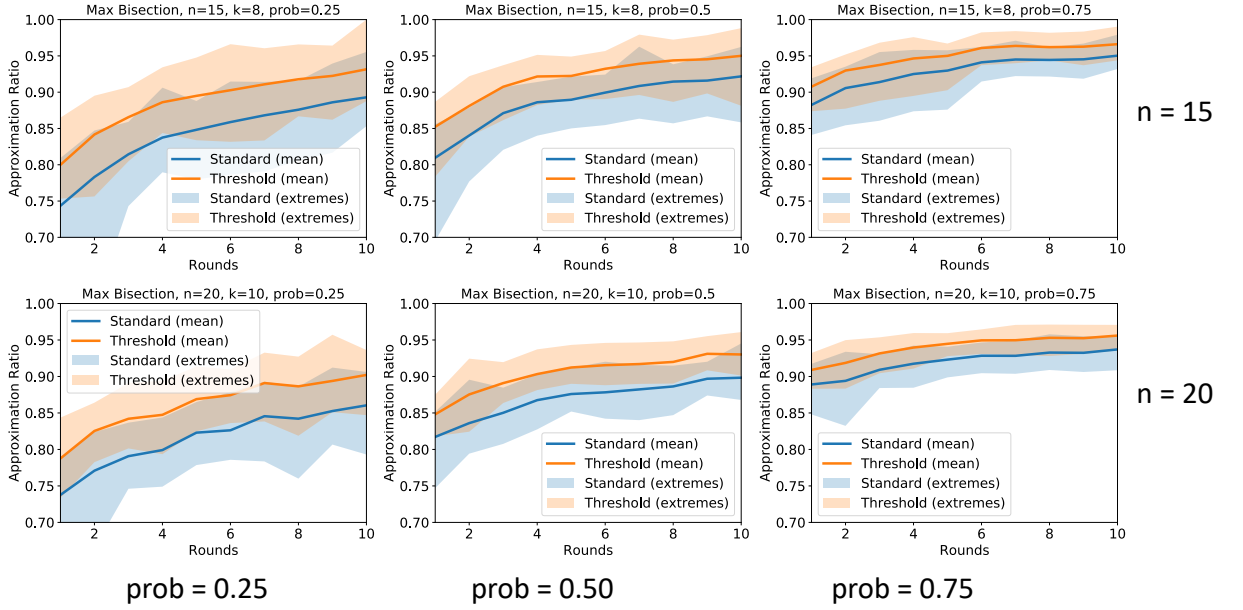 Max Bisection, n=15, k=8, prob=0.25
1.00
0.95
0.90
0.85
0.80
0.75
0.70
Approximation Ratio
Standard (mean)
Threshold (mean)
Standard (extremes)
Threshold (extremes)
2 4 6 8 10
Rounds
Max Bisection, n=15, k=8, prob=0.5
1.00
0.95
0.90
0.85
0.80
0.75
0.70
Approximation Ratio
Standard (mean)
Threshold (mean)
Standard (extremes)
Threshold (extremes)
2 4 6 8 10
Rounds
Max Bisection, n=15, k=8, prob=0.75
1.00
0.95
0.90
0.85
0.80
0.75
0.70
Approximation Ratio
Standard (mean)
Threshold (mean)
Standard (extremes)
Threshold (extremes)
2 4 6 8 10
Rounds
n = 15
Max Bisection, n=20, k=10, prob=0.25
1.00
0.95
0.90
0.85
0.80
0.75
0.70
Approximation Ratio
Standard (mean)
Threshold (mean)
Standard (extremes)
Threshold (extremes)
2 4 6 8 10
Rounds
Max Bisection, n=20, k=10, prob=0.5
1.00
0.95
0.90
0.85
0.80
0.75
0.70
Approximation Ratio
Standard (mean)
Threshold (mean)
Standard (extremes)
Threshold (extremes)
2 4 6 8 10
Rounds
Max Bisection, n=20, k=10, prob=0.75
1.00
0.95
0.90
0.85
0.80
0.75
0.70
Approximation Ratio
Standard (mean)
Threshold (mean)
Standard (extremes)
Threshold (extremes)
2 4 6 8 10
Rounds
n = 20
prob = 0.25
prob = 0.50
prob = 0.75